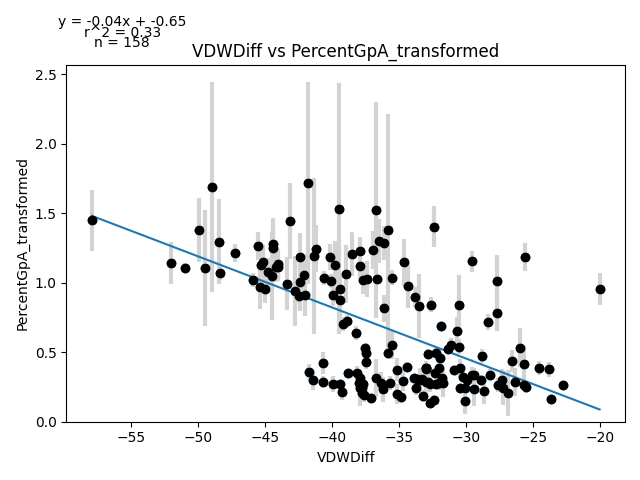 y = -0.04x + -0.65
r^2 = 0.33
n = 158
VDWDiff vs PercentGpA_transformed
2.5
2.0
1.5
1.0
0.5
0.0
PercentGpA_transformed
−55
−50
−45
−40
−35
−30
−25
−20
VDWDiff